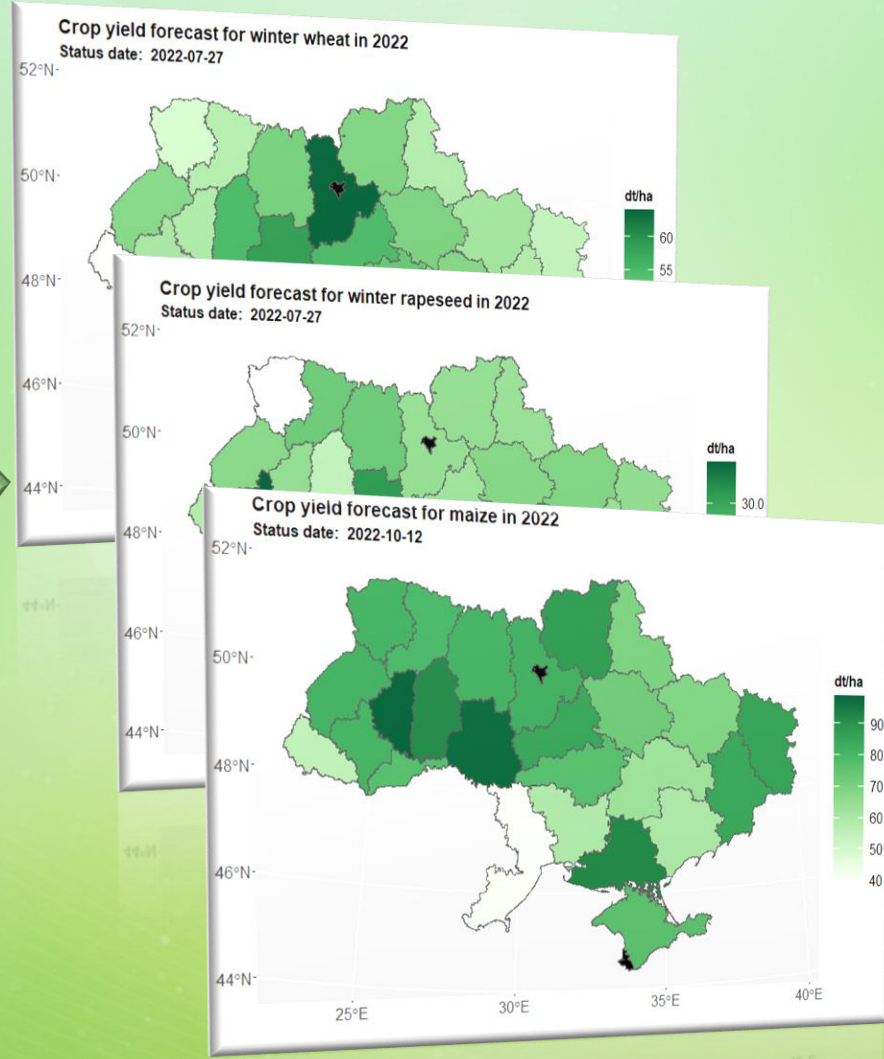 Crop yield forecast for winter wheat in 2022
Status date: 2022-07-27
52°N
50°N
48°N
46°N
44°N
dt/ha
60
55
Crop yield forecast for winter rapeseed in 2022
Status date: 2022-07-27
52°N
50°N
48°N
46°N
44°N
dt/ha
30.0
Crop yield forecast for maize in 2022
Status date: 2022-10-12
52°N
50°N
48°N
46°N
44°N
25°E
30°E
35°E
40°E
dt/ha
90
80
70
60
50
40